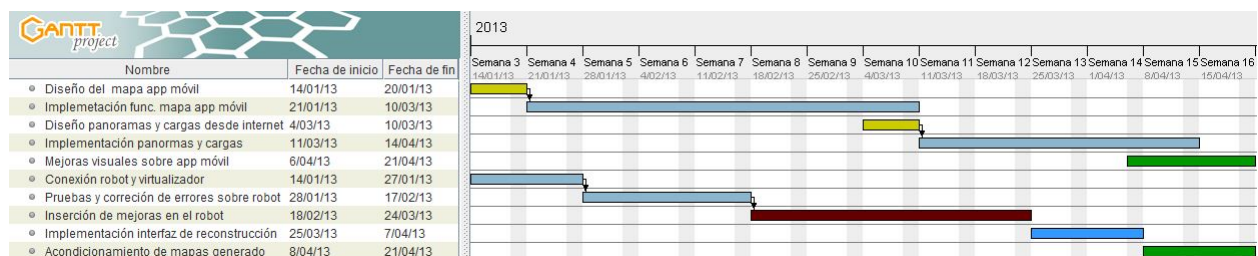 GANTT
project
2013
Semana 3 Semana 4 Semana 5 Semana 6 Semana 7 Semana 8 Semana 9 Semana 10 Semana 11 Semana 12 Semana 13 Semana 14 Semana 15 Semana 16
14/01/13 21/01/13 28/01/13 4/02/13 11/02/13 18/02/13 25/02/13 4/03/13 11/03/13 18/03/13 25/03/13 1/04/13 8/04/13 15/04/13
Nombre Fecha de inicio Fecha de fin
Diseño del mapa app móvil 14/01/13 20/01/13
Implemetación func. mapa app móvil 21/01/13 10/03/13
Diseño panoramas y cargas desde internet 4/03/13 10/03/13
Implementación panormas y cargas 11/03/13 14/04/13
Mejoras visuales sobre app móvil 6/04/13 21/04/13
Conexión robot y virtualizador 14/01/13 27/01/13
Pruebas y correción de errores sobre robot 28/01/13 17/02/13
Inserción de mejoras en el robot 18/02/13 24/03/13
Implementación interfaz de reconstrucción 25/03/13 7/04/13
Acondicionamiento de mapas generado 8/04/13 21/04/13